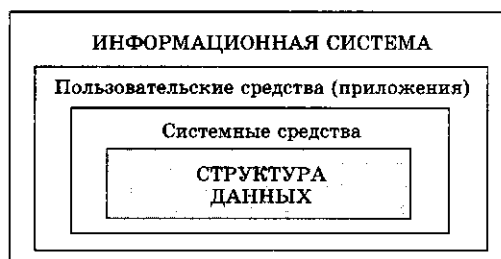 ИНФОРМАЦИОННАЯ СИСТЕМА
Пользовательские средства (приложения)
Системные средства
СТРУКТУРА
ДАННЫХ